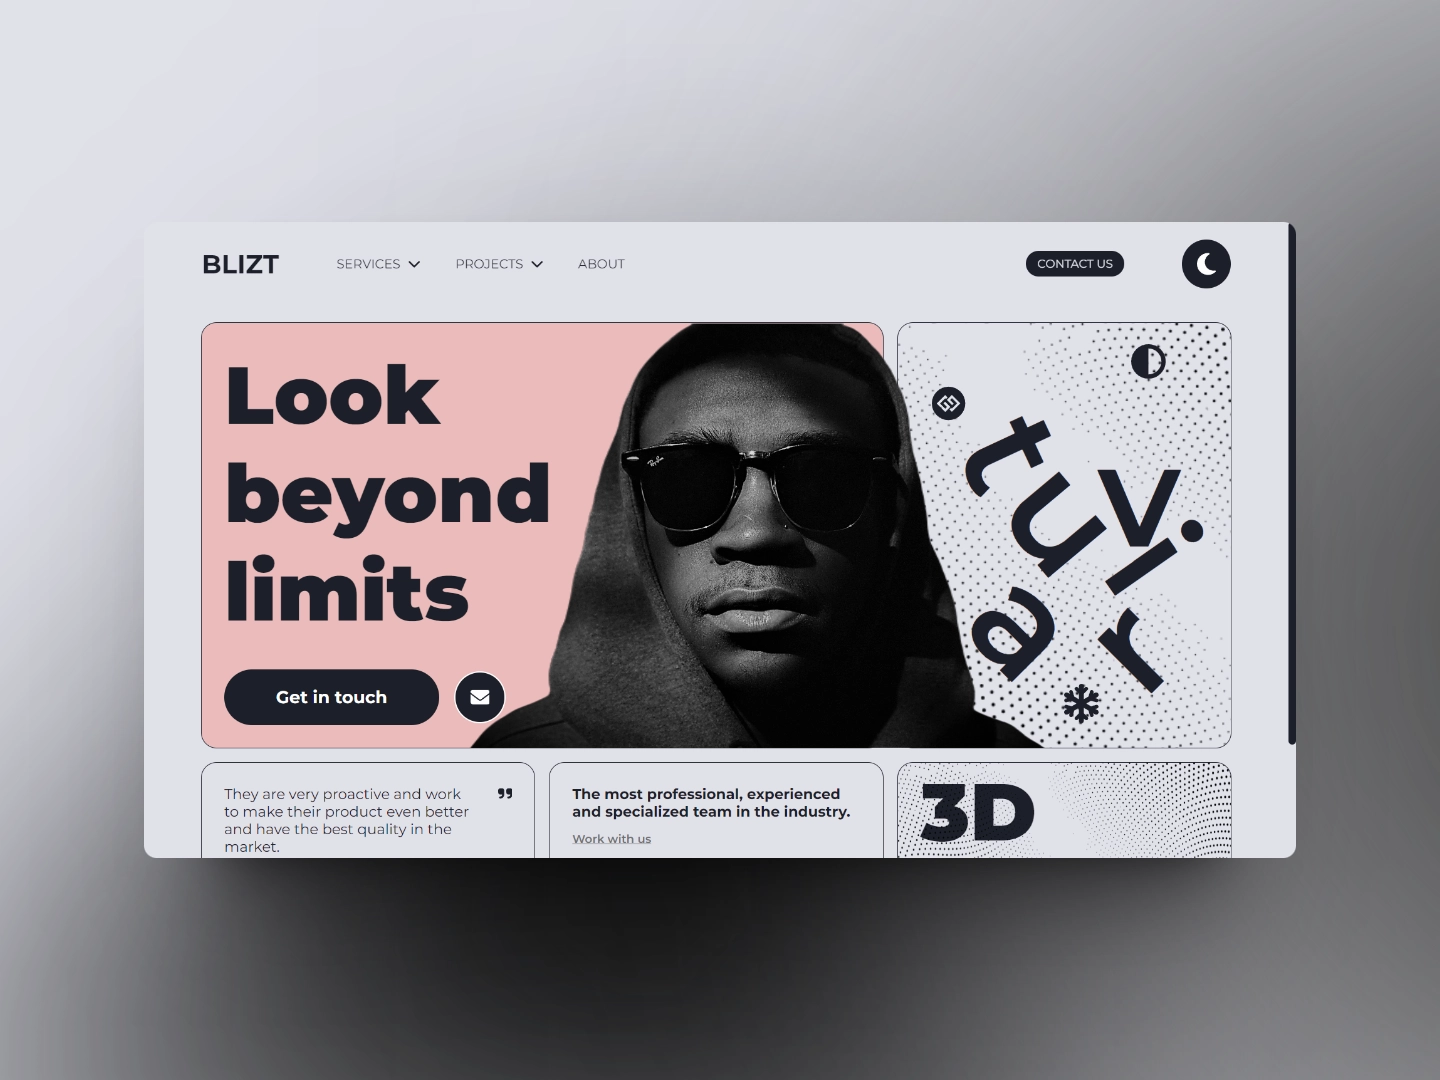 BLIZT
SERVICES
PROJECTS
ABOUT
CONTACT US
Look
beyond
limits
Ray-Ban
Get in touch
t
u
V
i
a
r
They are very proactive and work
to make their product even better
and have the best quality in the
market.
The most professional, experienced
and specialized team in the industry.
Work with us
3D